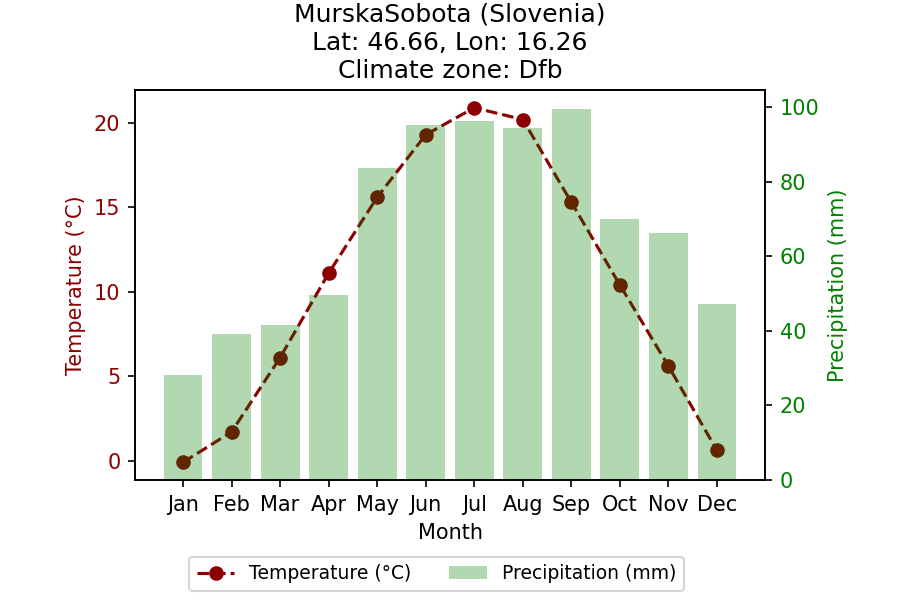 MurskaSobota (Slovenia)
Lat: 46.66, Lon: 16.26
Climate zone: Dfb
Temperature (°C)
20
15
10
5
0
100
80
60
40
20
0
Precipitation (mm)
Jan Feb Mar Apr May Jun Jul Aug Sep Oct Nov Dec
Month
Temperature (°C) Precipitation (mm)